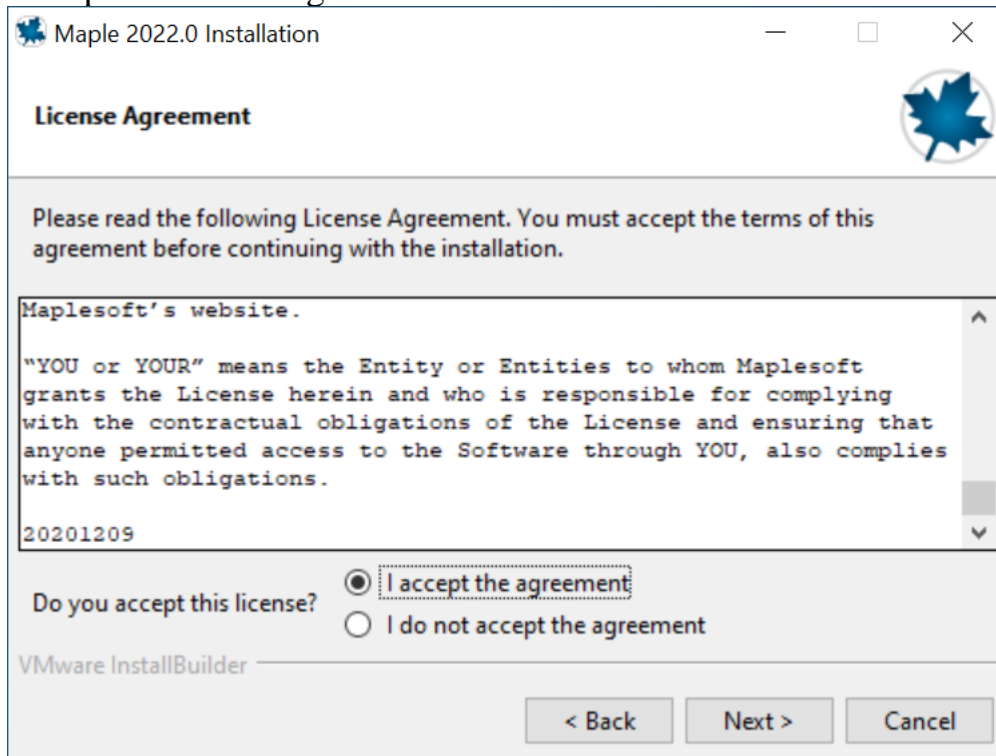 Maple 2022.0 Installation
License Agreement
Please read the following License Agreement. You must accept the terms of this
agreement before continuing with the installation.
Maplesoft's website.
“YOU or YOUR” means the Entity or Entities to whom Maplesoft
grants the License herein and who is responsible for complying
with the contractual obligations of the License and ensuring that
anyone permitted access to the Software through YOU, also complies
with such obligations.
20201209
Do you accept this license?
I accept the agreement
I do not accept the agreement
VMware InstallBuilder
< Back
Next >
Cancel